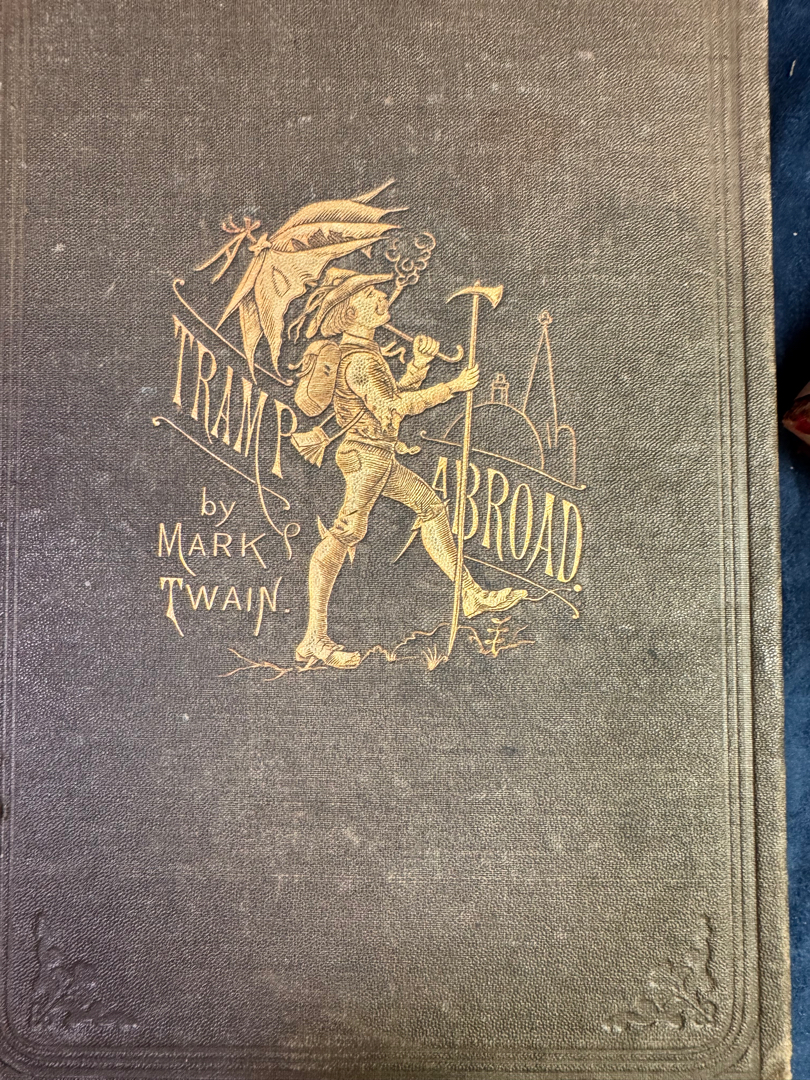 A
TRAMP
ABROAD.
by
MARK
TWAIN.